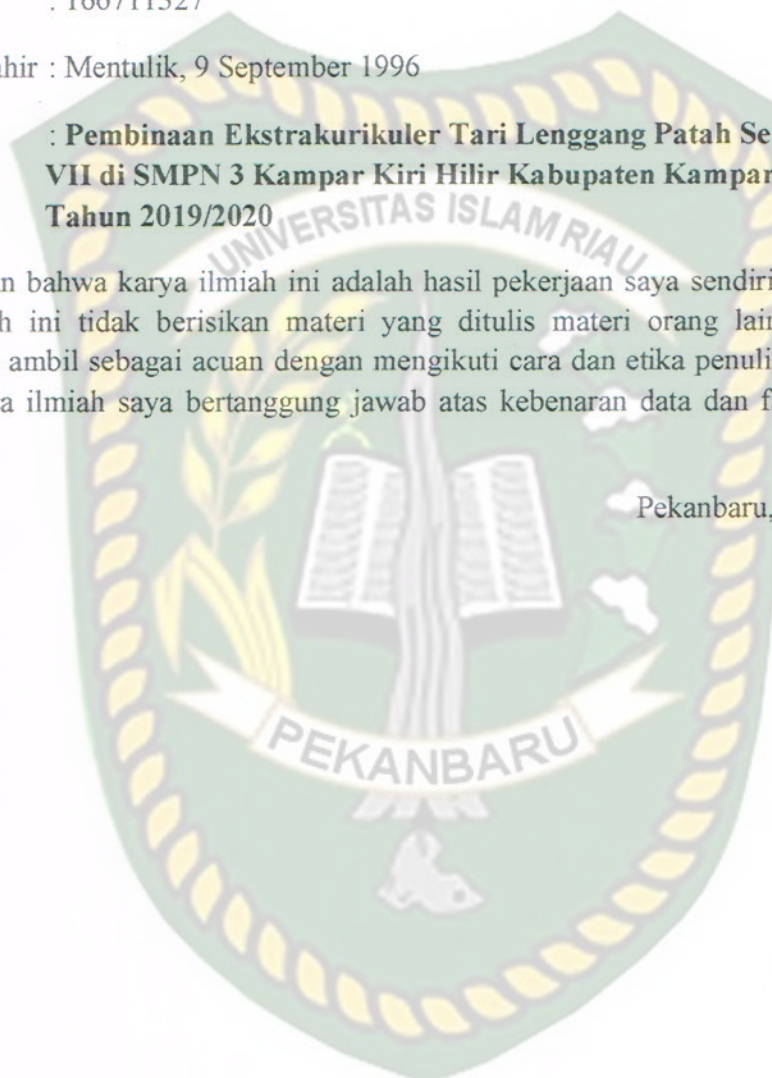 : 166711327
ahir : Mentulik, 9 September 1996
: Pembinaan Ekstrakurikuler Tari Lenggang Patah Se
VII di SMPN 3 Kampar Kiri Hilir Kabupaten Kampar
Tahun 2019/2020
UNIVERSITAS ISLAM RIAU
n bahwa karya ilmiah ini adalah hasil pekerjaan saya sendiri
h ini tidak berisikan materi yang ditulis materi orang lain
ambil sebagai acuan dengan mengikuti cara dan etika penuli
a ilmiah saya bertanggung jawab atas kebenaran data dan f
Pekanbaru,
PEKANBARU